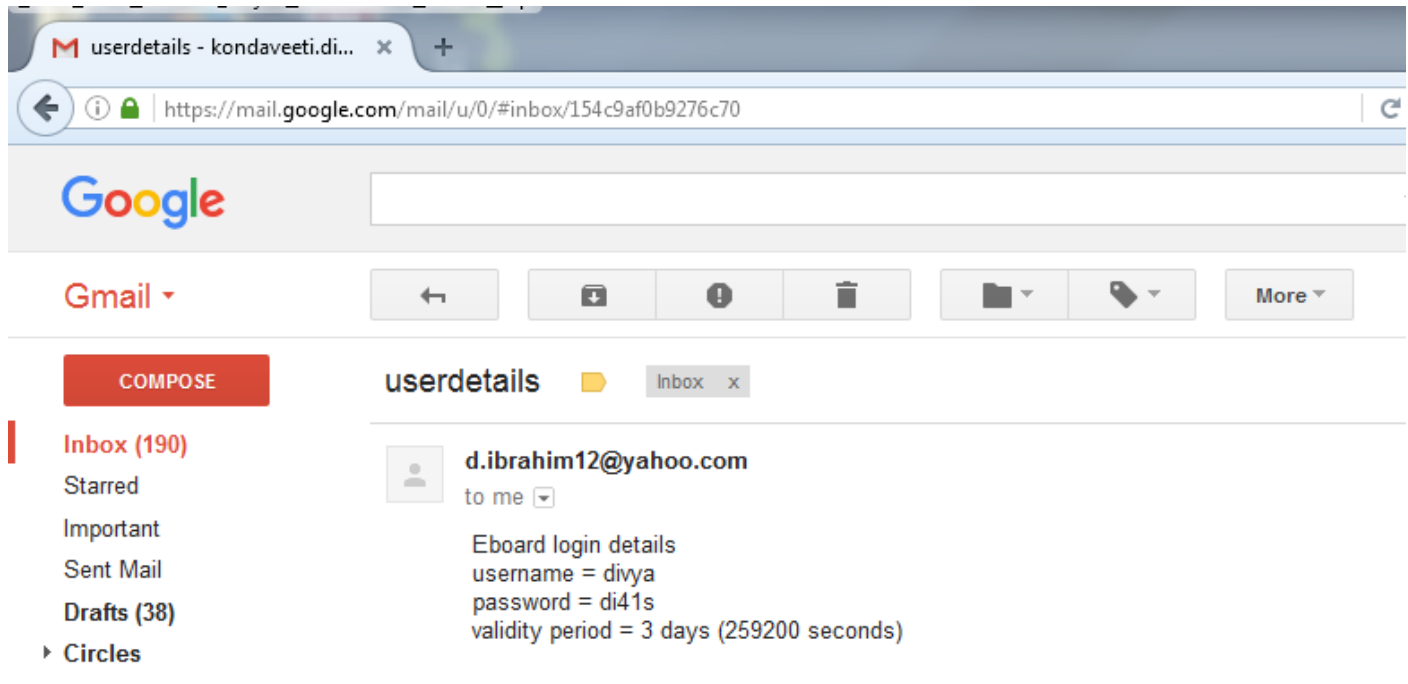 userdetails - kondaveeti.di...
https://mail.google.com/mail/u/0/#inbox/154c9af0b9276c70
Google
Gmail
More
COMPOSE
userdetails
Inbox x
Inbox (190)
d.ibrahim12@yahoo.com
Starred
to me
Important
Eboard login details
Sent Mail
username = divya
Drafts (38)
password = di41s
validity period = 3 days (259200 seconds)
Circles